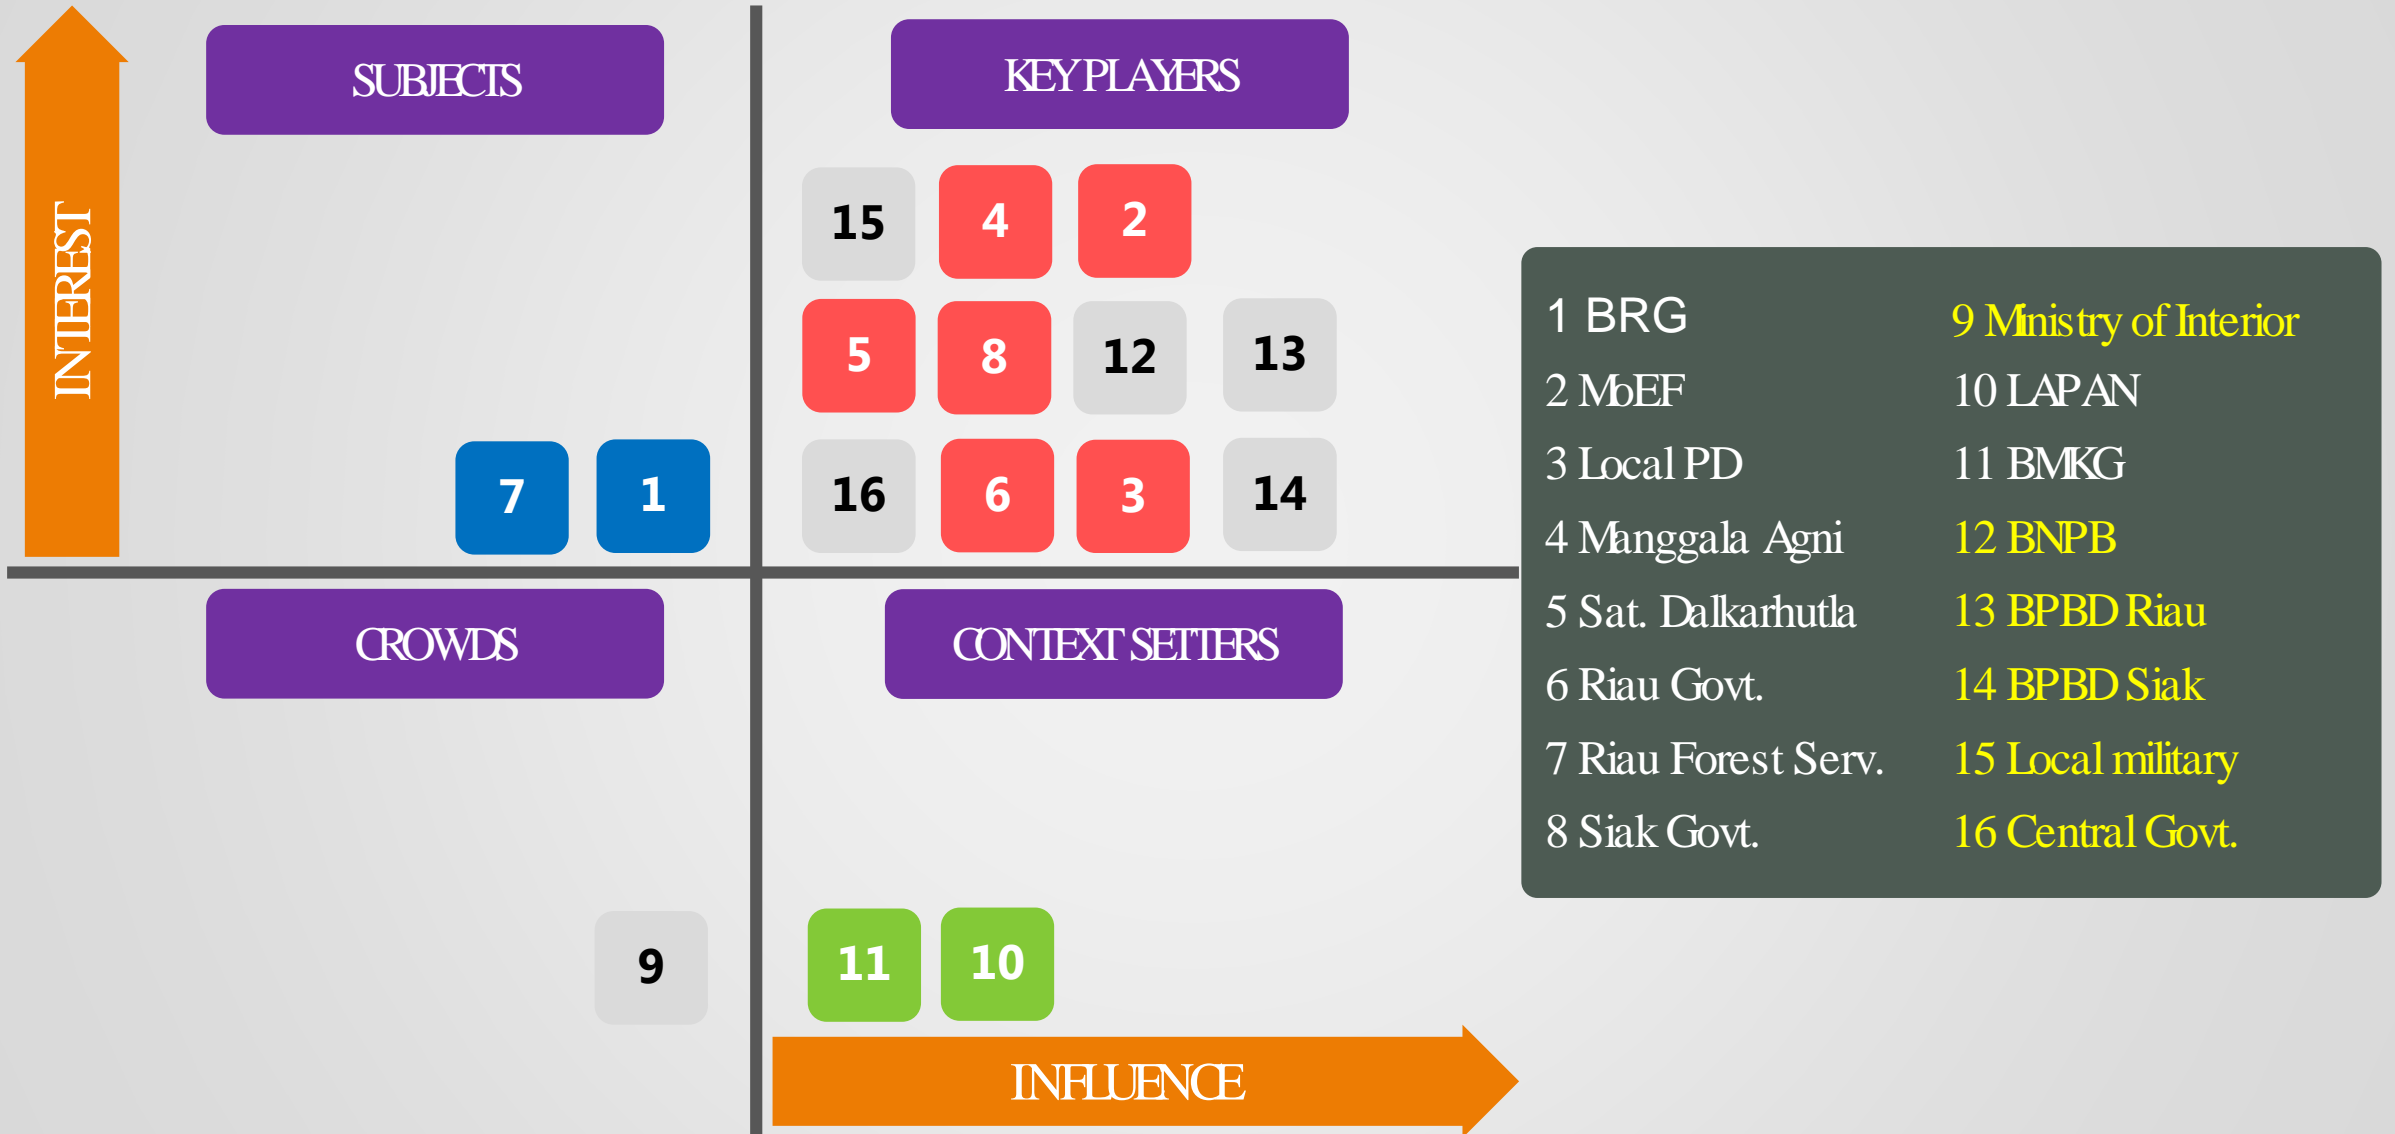 SUBJECTS
KEY PLAYERS
INTEREST
15 4 2
5 8 12 13
7 1 16 6 3 14
CROWDS
CONTEXT SETTERS
9 11 10
INFLUENCE
1 BRG
2 MoEF
3 Local PD
4 Manggala Agni
5 Sat. Dalkarhutla
6 Riau Govt.
7 Riau Forest Serv.
8 Siak Govt.
9 Ministry of Interior
10 LAPAN
11 BMKG
12 BNPB
13 BPBD Riau
14 BPBD Siak
15 Local military
16 Central Govt.